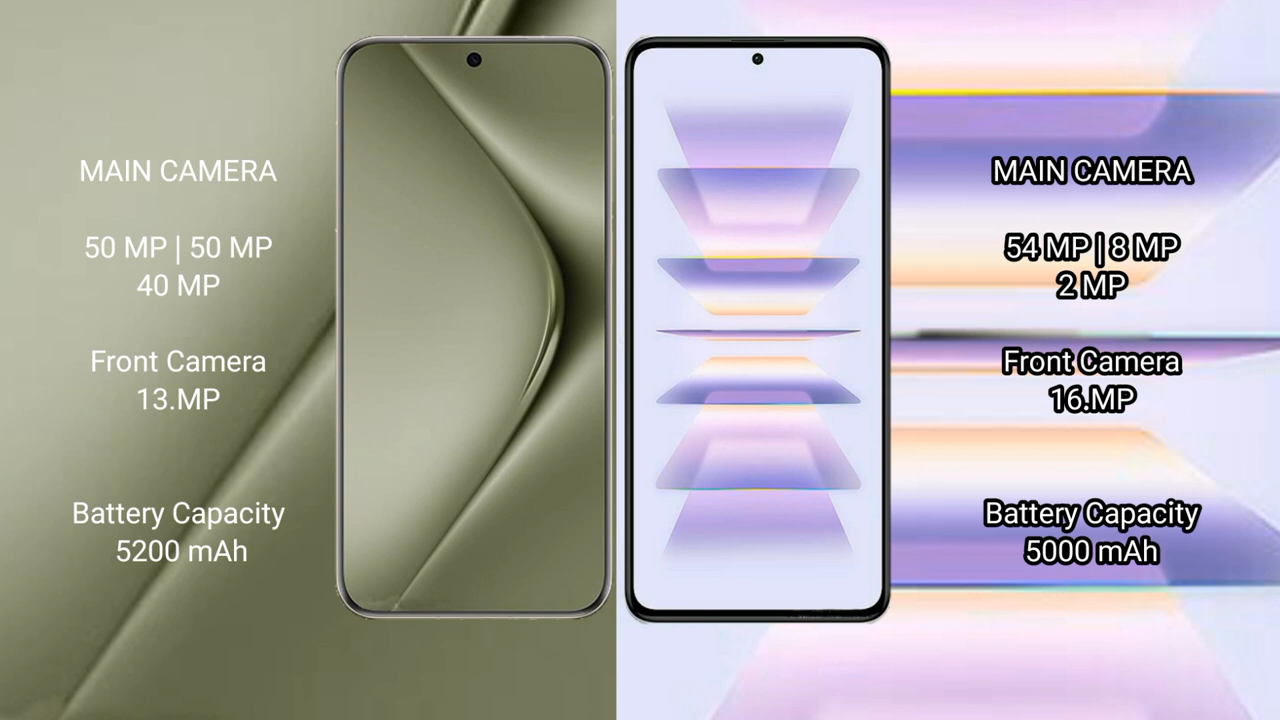 MAIN CAMERA
50 MP | 50 MP
40 MP
Front Camera
13.MP
Battery Capacity
5200 mAh
MAIN CAMERA
54 MP | 8 MP
2 MP
Front Camera
16.MP
Battery Capacity
5000 mAh